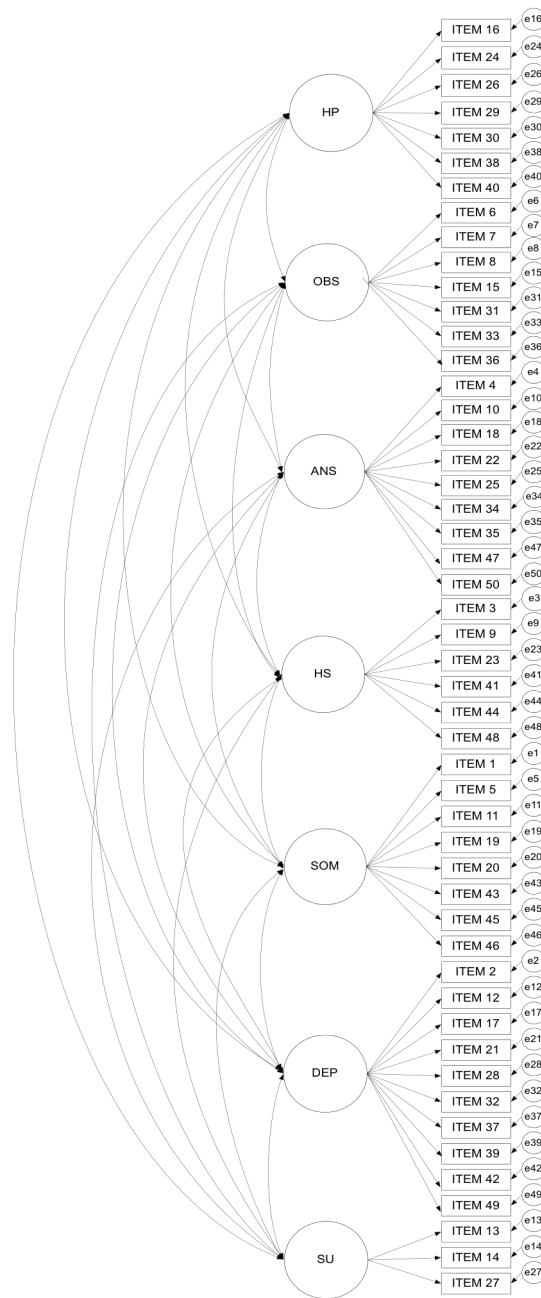 ITEM 16 e16
ITEM 24 e24
ITEM 26 e26
HP ITEM 29 e29
ITEM 30 e30
ITEM 38 e38
ITEM 40 e40
ITEM 6 e6
ITEM 7 e7
ITEM 8 e8
OBS ITEM 15 e15
ITEM 31 e31
ITEM 33 e33
ITEM 36 e36
ITEM 4 e4
ITEM 10 e10
ITEM 18 e18
ITEM 22 e22
ANS ITEM 25 e25
ITEM 34 e34
ITEM 35 e35
ITEM 47 e47
ITEM 50 e50
ITEM 3 e3
ITEM 9 e9
ITEM 23 e23
HS ITEM 41 e41
ITEM 44 e44
ITEM 48 e48
ITEM 1 e1
ITEM 5 e5
ITEM 11 e11
ITEM 19 e19
SOM ITEM 20 e20
ITEM 43 e43
ITEM 45 e45
ITEM 46 e46
ITEM 2 e2
ITEM 12 e12
ITEM 17 e17
ITEM 21 e21
DEP ITEM 28 e28
ITEM 32 e32
ITEM 37 e37
ITEM 39 e39
ITEM 42 e42
ITEM 49 e49
ITEM 13 e13
SU ITEM 14 e14
ITEM 27 e27